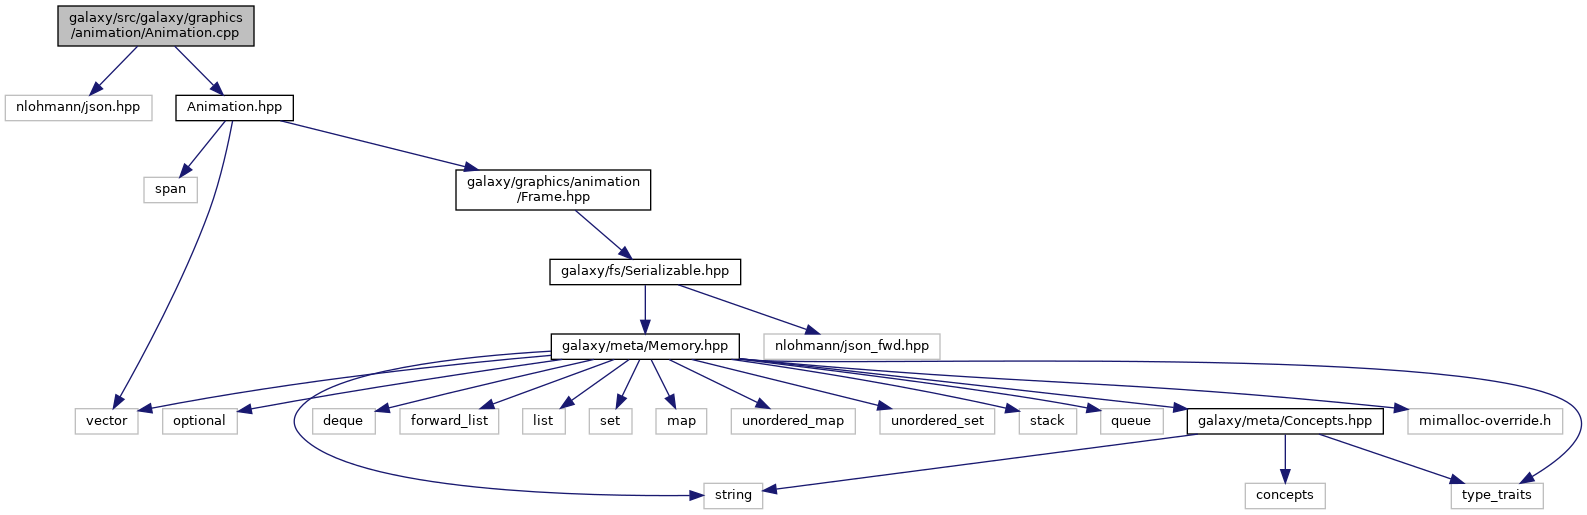 galaxy/src/galaxy/graphics
/animation/Animation.cpp
nlohmann/json.hpp
Animation.hpp
span
galaxy/graphics/animation
/Frame.hpp
galaxy/fs/Serializable.hpp
galaxy/meta/Memory.hpp
nlohmann/json_fwd.hpp
vector
optional
deque
forward_list
list
set
map
unordered_map
unordered_set
stack
queue
galaxy/meta/Concepts.hpp
mimalloc-override.h
string
concepts
type_traits